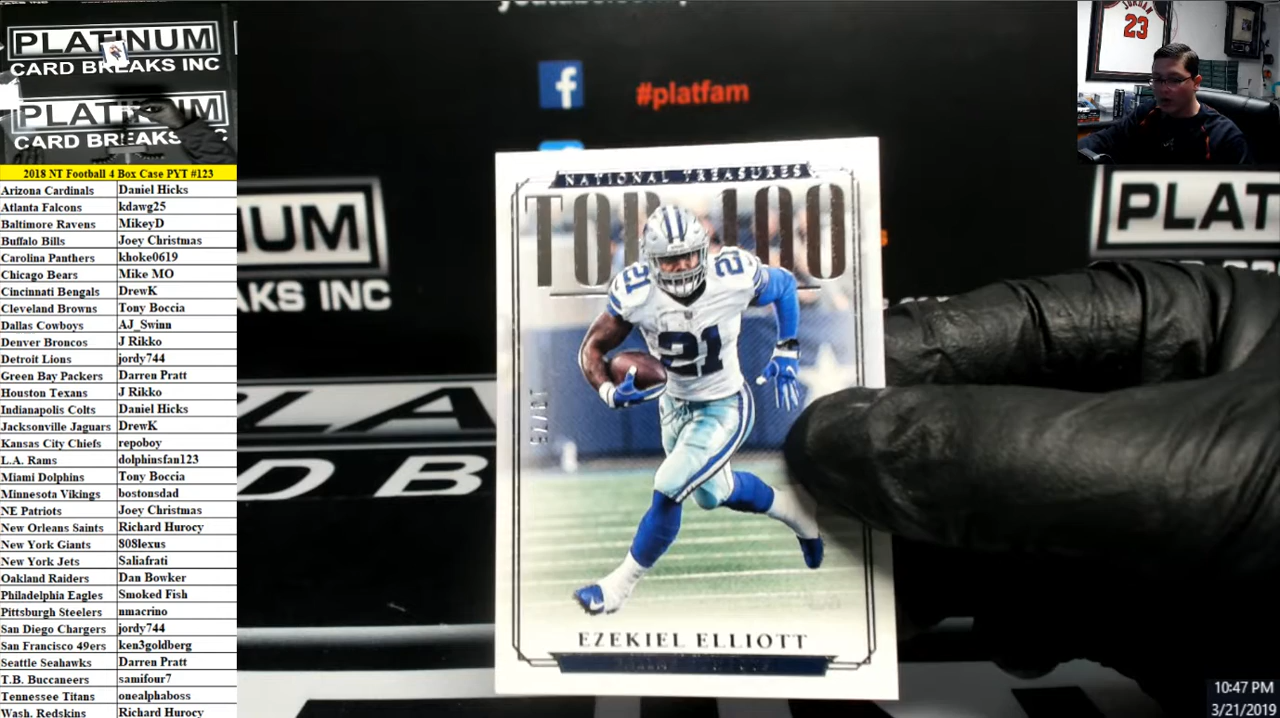 PLATINUM
CARD BREAKS INC
PLATINUM
CARD BREAKS
2018 NT Football 4 Box Case PYT #123
Arizona Cardinals Daniel Hicks
Atlanta Falcons kdawg25
Baltimore Ravens MikeyD
Buffalo Bills Joey Christmas
Carolina Panthers khoke0619
Chicago Bears Mike MO
Cincinnati Bengals DrewK
Cleveland Browns Tony Boccia
Dallas Cowboys AJ_Swinn
Denver Broncos J Rikko
Detroit Lions jordy744
Green Bay Packers Darren Pratt
Houston Texans J Rikko
Indianapolis Colts Daniel Hicks
Jacksonville Jaguars DrewK
Kansas City Chiefs repoboy
L.A. Rams dolphinsfan123
Miami Dolphins Tony Boccia
Minnesota Vikings bostonsdad
NE Patriots Joey Christmas
New Orleans Saints Richard Hurocy
New York Giants 808lexus
New York Jets Saliafrati
Oakland Raiders Dan Bowker
Philadelphia Eagles Smoked Fish
Pittsburgh Steelers nmacrino
San Diego Chargers jordy744
San Francisco 49ers ken3goldberg
Seattle Seahawks Darren Pratt
T.B. Buccaneers samifour7
Tennessee Titans onealphaboss
Wash. Redskins Richard Hurocy
f #platfam
NATIONAL TREASURES
TOP 100
21
21
21
EZEKIEL ELLIOTT
NUM
KS INC
PLA
D B
PLAT
JORDAN
23
10:47 PM
3/21/2019